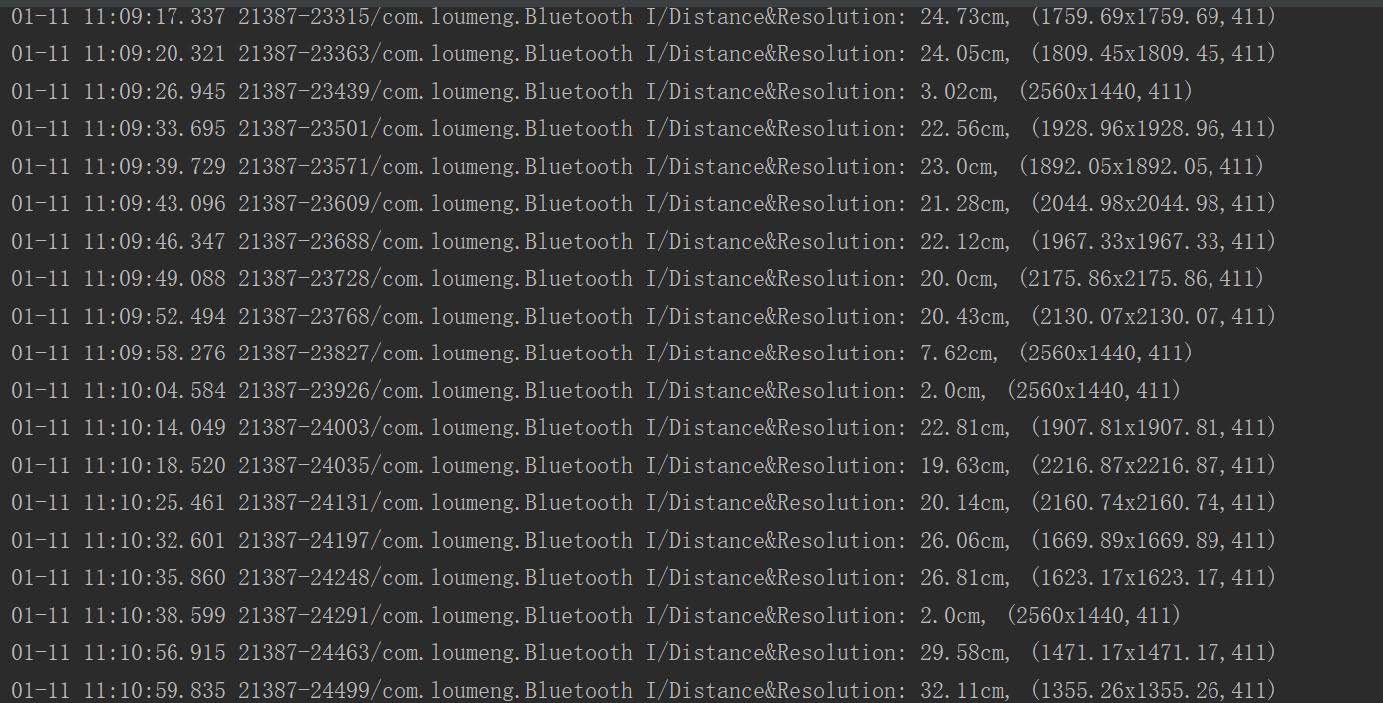 01-11 11:09:17.337 21387-23315/com.loumeng.Bluetooth I/Distance&Resolution: 24.73cm, (1759.69x1759.69,411)
01-11 11:09:20.321 21387-23363/com.loumeng.Bluetooth I/Distance&Resolution: 24.05cm, (1809.45x1809.45,411)
01-11 11:09:26.945 21387-23439/com.loumeng.Bluetooth I/Distance&Resolution: 3.02cm, (2560x1440,411)
01-11 11:09:33.695 21387-23501/com.loumeng.Bluetooth I/Distance&Resolution: 22.56cm, (1928.96x1928.96,411)
01-11 11:09:39.729 21387-23571/com.loumeng.Bluetooth I/Distance&Resolution: 23.0cm, (1892.05x1892.05,411)
01-11 11:09:43.096 21387-23609/com.loumeng.Bluetooth I/Distance&Resolution: 21.28cm, (2044.98x2044.98,411)
01-11 11:09:46.347 21387-23688/com.loumeng.Bluetooth I/Distance&Resolution: 22.12cm, (1967.33x1967.33,411)
01-11 11:09:49.088 21387-23728/com.loumeng.Bluetooth I/Distance&Resolution: 20.0cm, (2175.86x2175.86,411)
01-11 11:09:52.494 21387-23768/com.loumeng.Bluetooth I/Distance&Resolution: 20.43cm, (2130.07x2130.07,411)
01-11 11:09:58.276 21387-23827/com.loumeng.Bluetooth I/Distance&Resolution: 7.62cm, (2560x1440,411)
01-11 11:10:04.584 21387-23926/com.loumeng.Bluetooth I/Distance&Resolution: 2.0cm, (2560x1440,411)
01-11 11:10:14.049 21387-24003/com.loumeng.Bluetooth I/Distance&Resolution: 22.81cm, (1907.81x1907.81,411)
01-11 11:10:18.520 21387-24035/com.loumeng.Bluetooth I/Distance&Resolution: 19.63cm, (2216.87x2216.87,411)
01-11 11:10:25.461 21387-24131/com.loumeng.Bluetooth I/Distance&Resolution: 20.14cm, (2160.74x2160.74,411)
01-11 11:10:32.601 21387-24197/com.loumeng.Bluetooth I/Distance&Resolution: 26.06cm, (1669.89x1669.89,411)
01-11 11:10:35.860 21387-24248/com.loumeng.Bluetooth I/Distance&Resolution: 26.81cm, (1623.17x1623.17,411)
01-11 11:10:38.599 21387-24291/com.loumeng.Bluetooth I/Distance&Resolution: 2.0cm, (2560x1440,411)
01-11 11:10:56.915 21387-24463/com.loumeng.Bluetooth I/Distance&Resolution: 29.58cm, (1471.17x1471.17,411)
01-11 11:10:59.835 21387-24499/com.loumeng.Bluetooth I/Distance&Resolution: 32.11cm, (1355.26x1355.26,411)